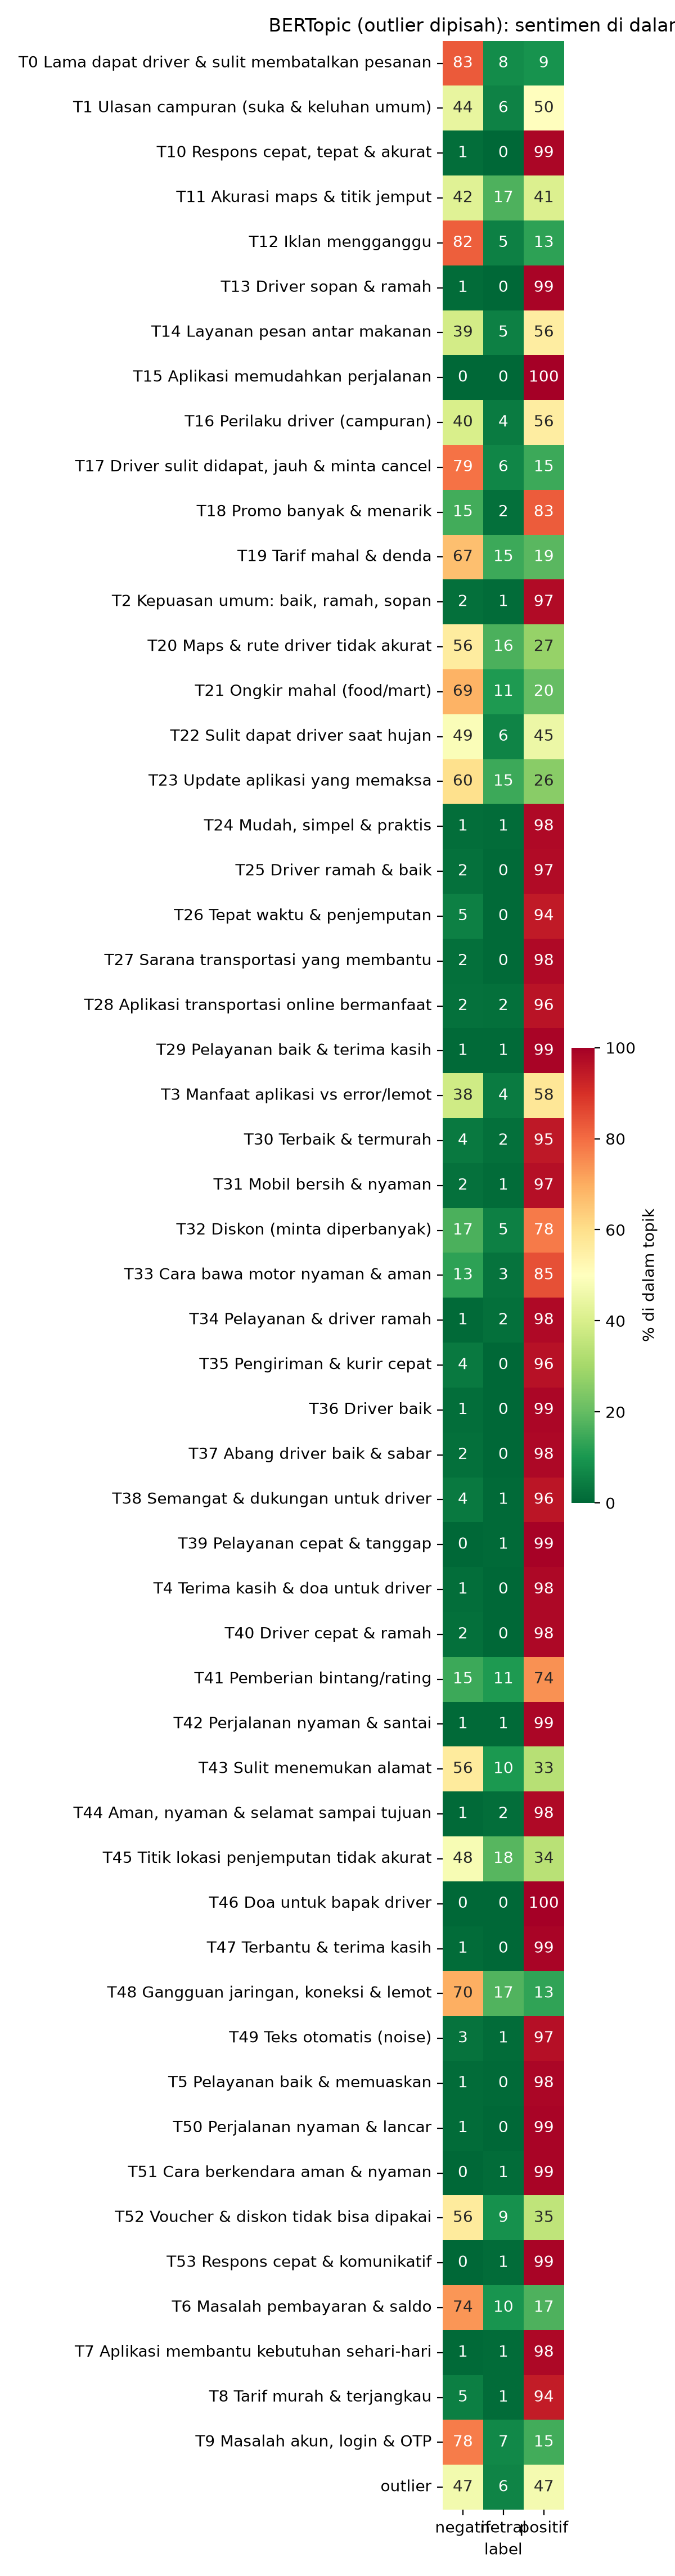 BERTopic (outlier dipisah): sentimen di dalar
T0 Lama dapat driver & sulit membatalkan pesanan 83 8 9
T1 Ulasan campuran (suka & keluhan umum) 44 6 50
T10 Respons cepat, tepat & akurat 1 0 99
T11 Akurasi maps & titik jemput 42 17 41
T12 Iklan mengganggu 82 5 13
T13 Driver sopan & ramah 1 0 99
T14 Layanan pesan antar makanan 39 5 56
T15 Aplikasi memudahkan perjalanan 0 0 100
T16 Perilaku driver (campuran) 40 4 56
T17 Driver sulit didapat, jauh & minta cancel 79 6 15
T18 Promo banyak & menarik 15 2 83
T19 Tarif mahal & denda 67 15 19
T2 Kepuasan umum: baik, ramah, sopan 2 1 97
T20 Maps & rute driver tidak akurat 56 16 27
T21 Ongkir mahal (food/mart) 69 11 20
T22 Sulit dapat driver saat hujan 49 6 45
T23 Update aplikasi yang memaksa 60 15 26
T24 Mudah, simpel & praktis 1 1 98
T25 Driver ramah & baik 2 0 97
T26 Tepat waktu & penjemputan 5 0 94
T27 Sarana transportasi yang membantu 2 0 98
T28 Aplikasi transportasi online bermanfaat 2 2 96
T29 Pelayanan baik & terima kasih 1 1 99
T3 Manfaat aplikasi vs error/lemot 38 4 58
T30 Terbaik & termurah 4 2 95
T31 Mobil bersih & nyaman 2 1 97
T32 Diskon (minta diperbanyak) 17 5 78
T33 Cara bawa motor nyaman & aman 13 3 85
T34 Pelayanan & driver ramah 1 2 98
T35 Pengiriman & kurir cepat 4 0 96
T36 Driver baik 1 0 99
T37 Abang driver baik & sabar 2 0 98
T38 Semangat & dukungan untuk driver 4 1 96
T39 Pelayanan cepat & tanggap 0 1 99
T4 Terima kasih & doa untuk driver 1 0 98
T40 Driver cepat & ramah 2 0 98
T41 Pemberian bintang/rating 15 11 74
T42 Perjalanan nyaman & santai 1 1 99
T43 Sulit menemukan alamat 56 10 33
T44 Aman, nyaman & selamat sampai tujuan 1 2 98
T45 Titik lokasi penjemputan tidak akurat 48 18 34
T46 Doa untuk bapak driver 0 0 100
T47 Terbantu & terima kasih 1 0 99
T48 Gangguan jaringan, koneksi & lemot 70 17 13
T49 Teks otomatis (noise) 3 1 97
T5 Pelayanan baik & memuaskan 1 0 98
T50 Perjalanan nyaman & lancar 1 0 99
T51 Cara berkendara aman & nyaman 0 1 99
T52 Voucher & diskon tidak bisa dipakai 56 9 35
T53 Respons cepat & komunikatif 0 1 99
T6 Masalah pembayaran & saldo 74 10 17
T7 Aplikasi membantu kebutuhan sehari-hari 1 1 98
T8 Tarif murah & terjangkau 5 1 94
T9 Masalah akun, login & OTP 78 7 15
outlier 47 6 47
negatif netral positif
label
100
80
60
40
20
0
% di dalam topik